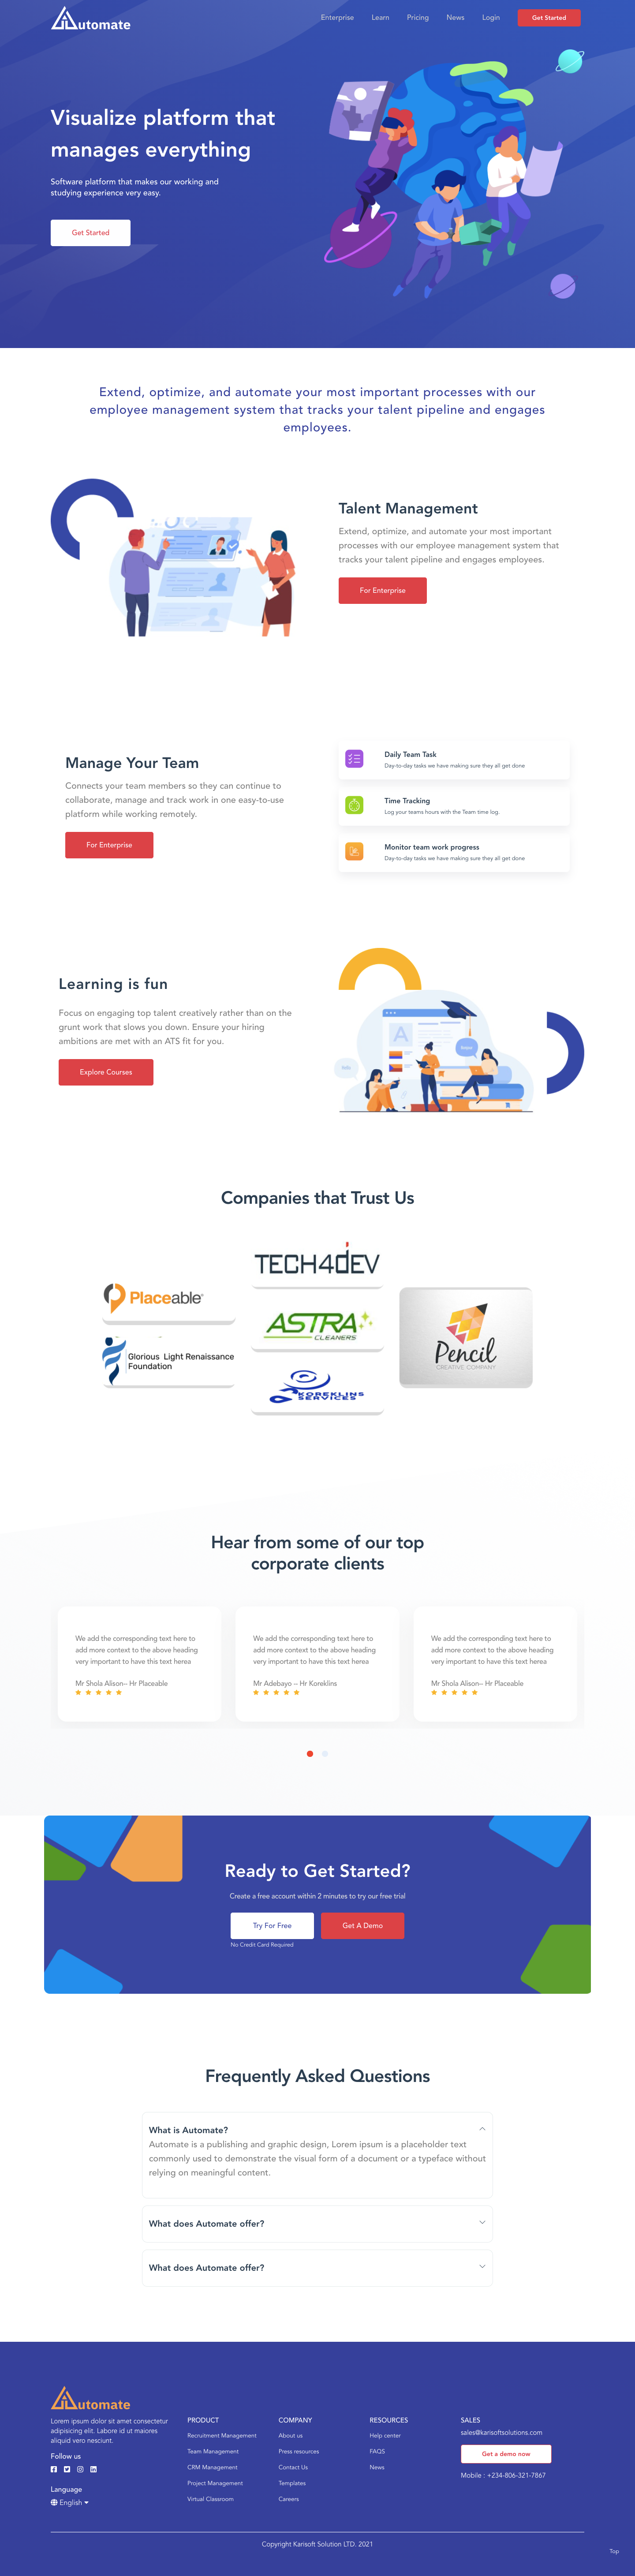 Automate
Enterprise
Learn
Pricing
News
Login
Get Started
Visualize platform that
manages everything
Software platform that makes our working and
studying experience very easy.
Get Started
Extend, optimize, and automate your most important processes with our
employee management system that tracks your talent pipeline and engages
employees.
Talent Management
Extend, optimize, and automate your most important
processes with our employee management system that
tracks your talent pipeline and engages employees.
For Enterprise
Manage Your Team
Connects your team members so they can continue to
collaborate, manage and track work in one easy-to-use
platform while working remotely.
For Enterprise
Daily Team Task
Day-to-day tasks we have making sure they all get done
Time Tracking
Log your teams hours with the Team time log.
Monitor team work progress
Day-to-day tasks we have making sure they all get done
Learning is fun
Focus on engaging top talent creatively rather than on the
grunt work that slows you down. Ensure your hiring
ambitions are met with an ATS fit for you.
Explore Courses
A
Companies that Trust Us
Placeable
Glorious Light Renaissance
Foundation
TECH4DEV
ASTRA
CLEANERS
KOREKLINS
SERVICES
Pencil
CREATIVE COMPANY
Hear from some of our top
corporate clients
We add the corresponding text here to
add more context to the above heading
very important to have this text herea
Mr Shola Alison-- Hr Placeable
We add the corresponding text here to
add more context to the above heading
very important to have this text herea
Mr Adebayo ~ Hr Koreklins
We add the corresponding text here to
add more context to the above heading
very important to have this text herea
Mr Shola Alison-- Hr Placeable
Ready to Get Started?
Create a free account within 2 minutes to try our free trial
Try For Free
Get A Demo
No Credit Card Required
Frequently Asked Questions
What is Automate?
Automate is a publishing and graphic design, Lorem ipsum is a placeholder text
commonly used to demonstrate the visual form of a document or a typeface without
relying on meaningful content.
What does Automate offer?
What does Automate offer?
Automate
Lorem ipsum dolor sit amet consectetur
adipisicing elit. Labore id ut maiores
aliquid vero nesciunt.
Follow us
Language
English
PRODUCT
Recruitment Management
Team Management
CRM Management
Project Management
Virtual Classroom
COMPANY
About us
Press resources
Contact Us
Templates
Careers
RESOURCES
Help center
FAQS
News
SALES
sales@karisoftsolutions.com
Get a demo now
Mobile : +234-806-321-7867
Copyright Karisoft Solution LTD. 2021
Top